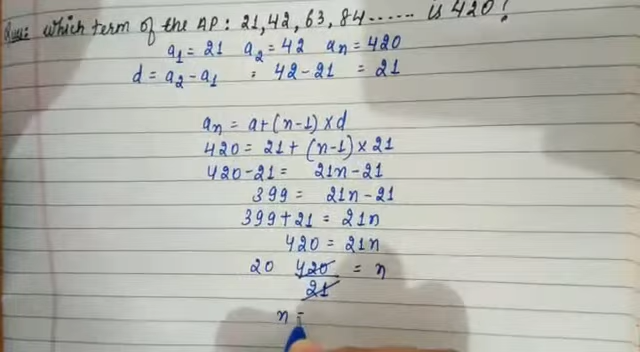 Ques: Which term of the AP: 21, 42, 63, 84...... is 420?
a₁ = 21 a₂ = 42 aₙ = 420
d = a₂ - a₁ = 42 - 21 = 21
aₙ = a + (n-1) × d
420 = 21 + (n-1) × 21
420 - 21 = 21n - 21
399 = 21n - 21
399 + 21 = 21n
420 = 21n
20 420 = n
21
n =